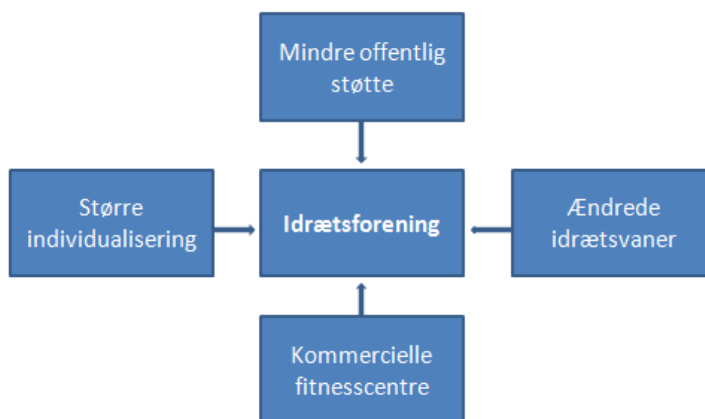 Mindre offentlig
støtte
Større
individualisering
Idrætsforening
Ændrede
idrætsvaner
Kommercielle
fitnesscentre